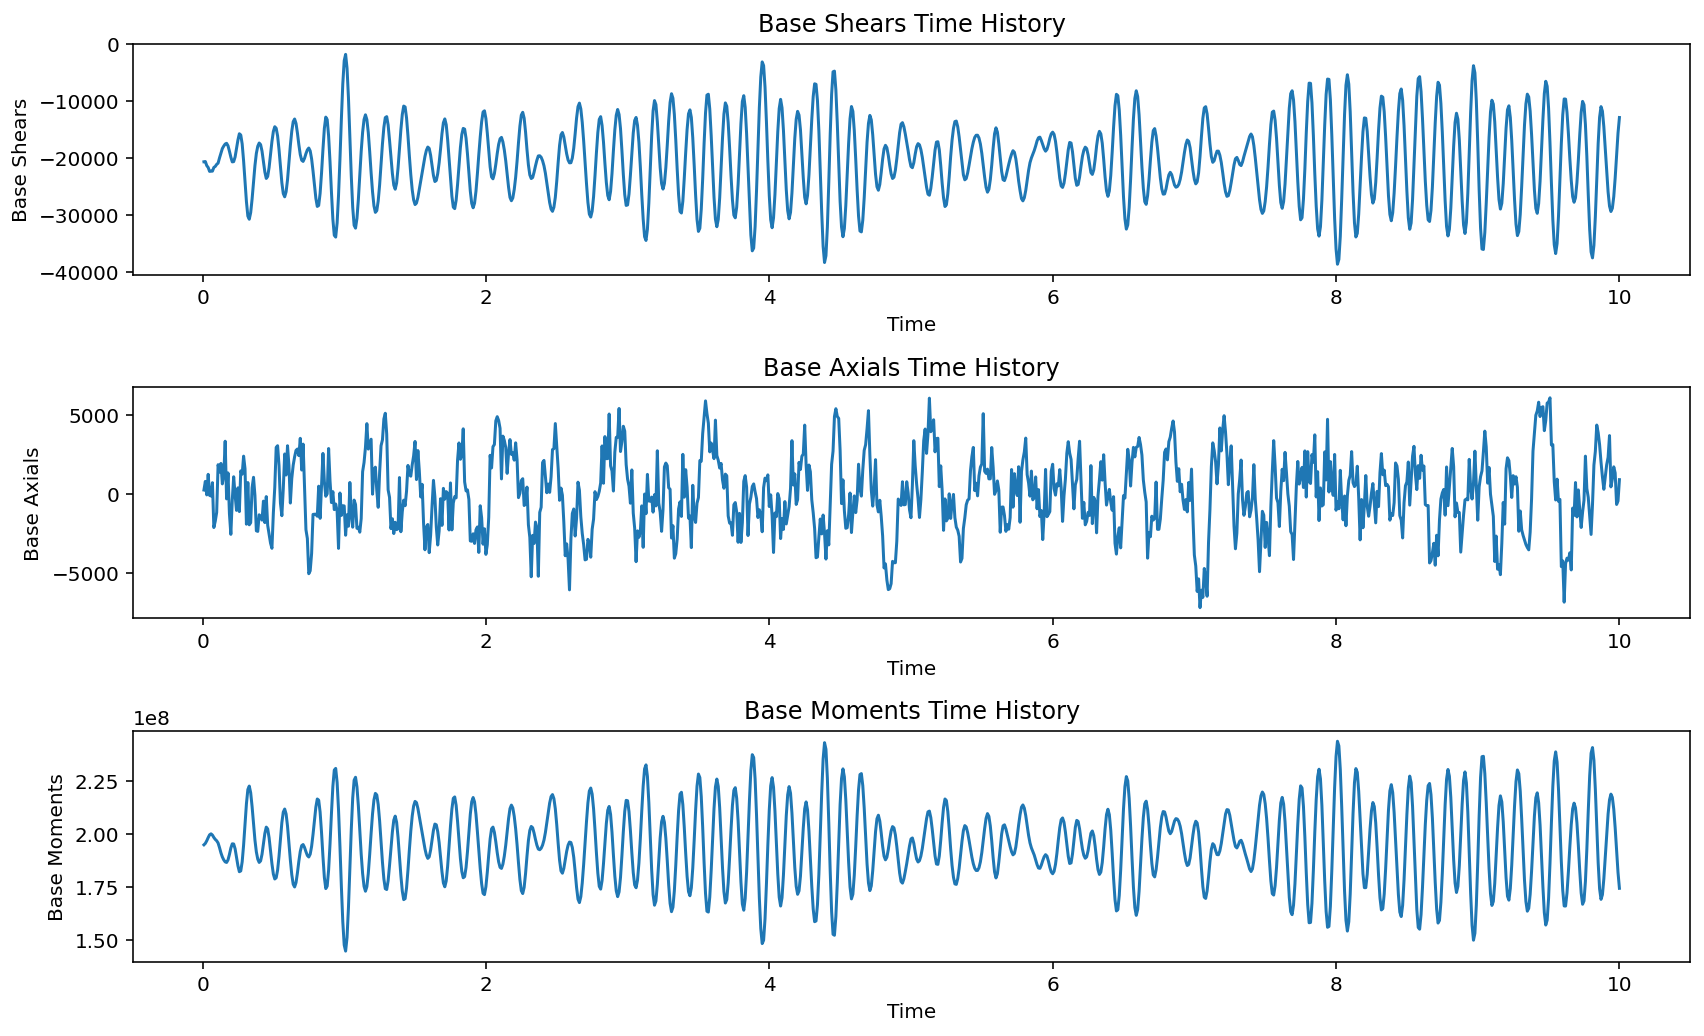 Base Shears Time History
Base Shears
0
−10000
−20000
−30000
−40000
0 2 4 6 8 10
Time
Base Axials Time History
Base Axials
5000
0
−5000
0 2 4 6 8 10
Time
Base Moments Time History
1e8
Base Moments
2.25
2.00
1.75
1.50
0 2 4 6 8 10
Time